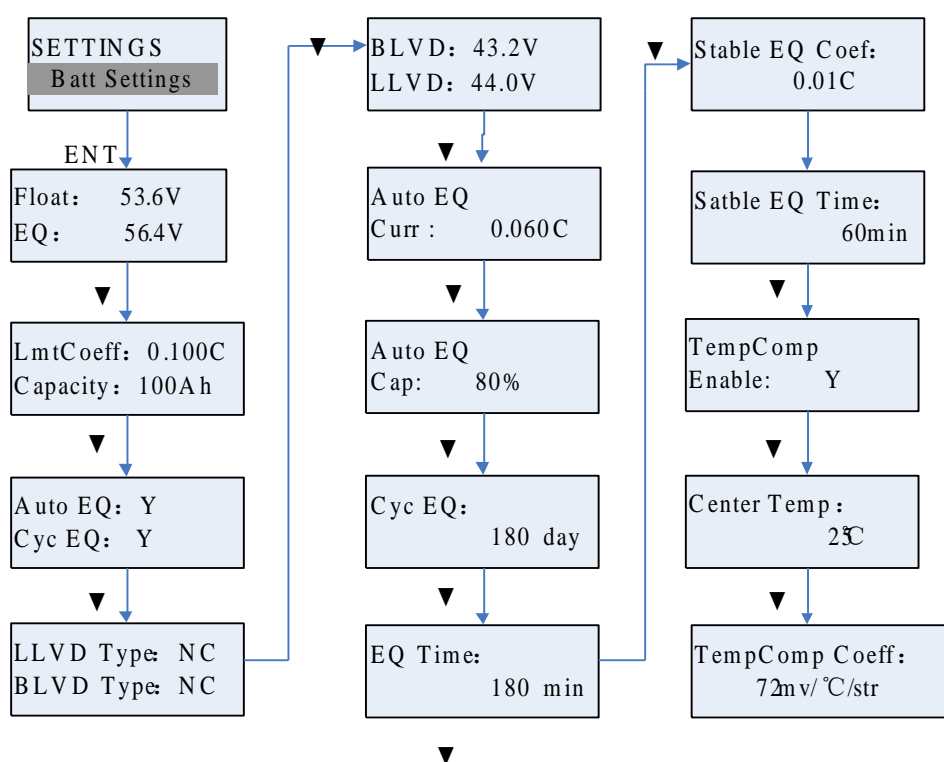 SETTINGS
Batt Settings
ENT
Float: 53.6V
EQ: 56.4V
▼
LmtCoeff: 0.100C
Capacity: 100Ah
▼
Auto EQ: Y
Cyc EQ: Y
▼
LLVD Type: NC
BLVD Type: NC
▼
BLVD: 43.2V
LLVD: 44.0V
▼
Auto EQ
Curr : 0.060C
▼
Auto EQ
Cap: 80%
▼
Cyc EQ:
180 day
▼
EQ Time:
180 min
▼
▼
Stable EQ Coef:
0.01C
Satble EQ Time:
60min
▼
TempComp
Enable: Y
▼
Center Temp :
25℃
▼
TempComp Coeff :
72mv/℃/str